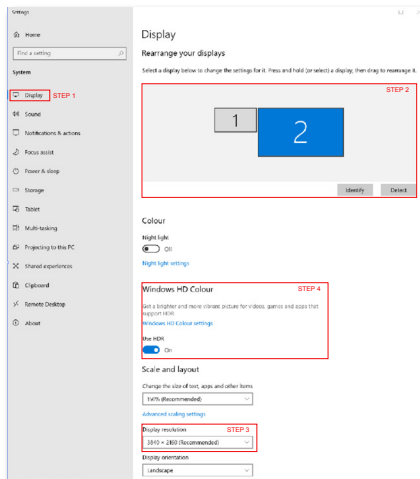 Settings
Home
Find a setting
System
Display STEP 1
Sound
Notifications & actions
Focus assist
Power & sleep
Storage
Tablet
Multi-tasking
Projecting to this PC
Shared experiences
Clipboard
Remote Desktop
About
Display
Rearrange your displays
Select a display below to change the settings for it. Press and hold (or select) a display, then drag to rearrange it.
STEP 2
1
2
Identify Detect
Colour
Night light
Off
Night light settings
Windows HD Colour STEP 4
Get a brighter and more vibrant picture for videos, games and apps that
support HDR.
Windows HD Colour settings
Use HDR
On
Scale and layout
Change the size of text, apps and other items
(Recommended)
Advanced scaling settings
Display resolution STEP 3
3840 × 2160 (Recommended)
Display orientation
Landscape